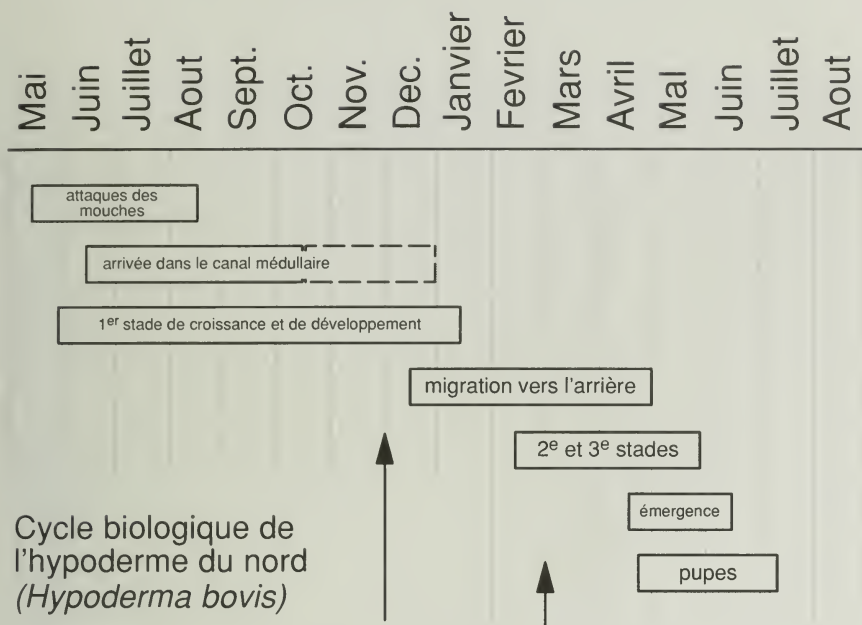 Mai Juin Juillet Aout Sept. Oct. Nov. Dec. Janvier Fevrier Mars Avril Mal Juin Juillet Aout
attaques des
mouches
arrivée dans le canal médullaire
1er stade de croissance et de développement
migration vers l'arrière
2e et 3e stades
émergence
pupes
Cycle biologique de
l'hypoderme du nord
(Hypoderma bovis)